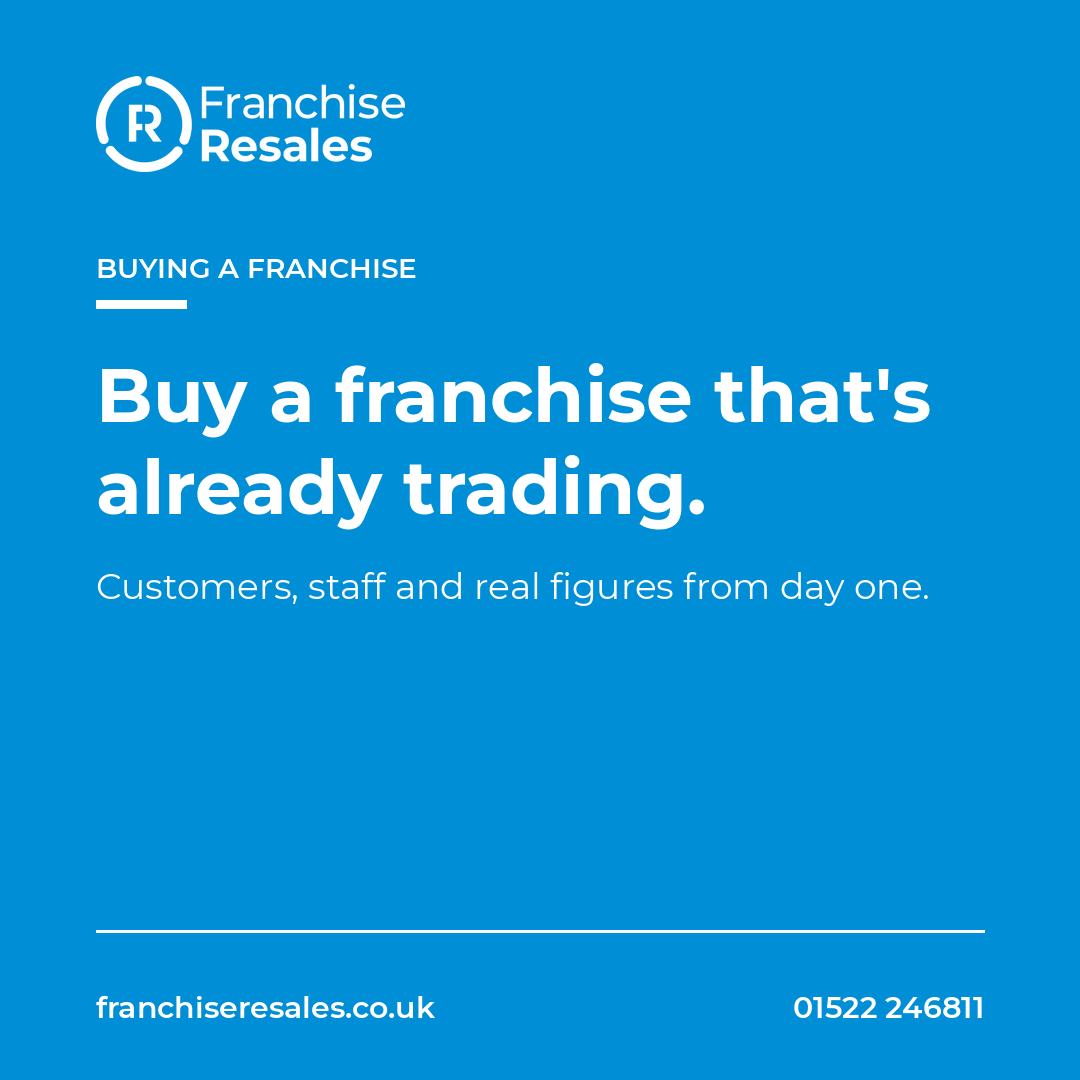 Franchise
Resales
BUYING A FRANCHISE
Buy a franchise that's
already trading.
Customers, staff and real figures from day one.
franchiseresales.co.uk
01522 246811